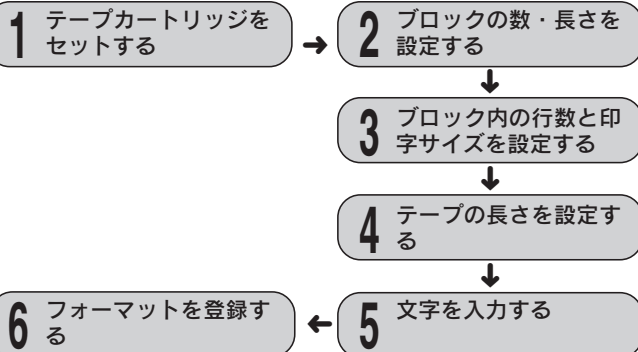 1 テープカートリッジを
セットする
2 ブロックの数・長さを
設定する
3 ブロック内の行数と印
字サイズを設定する
4 テープの長さを設定す
る
5 文字を入力する
6 フォーマットを登録す
る